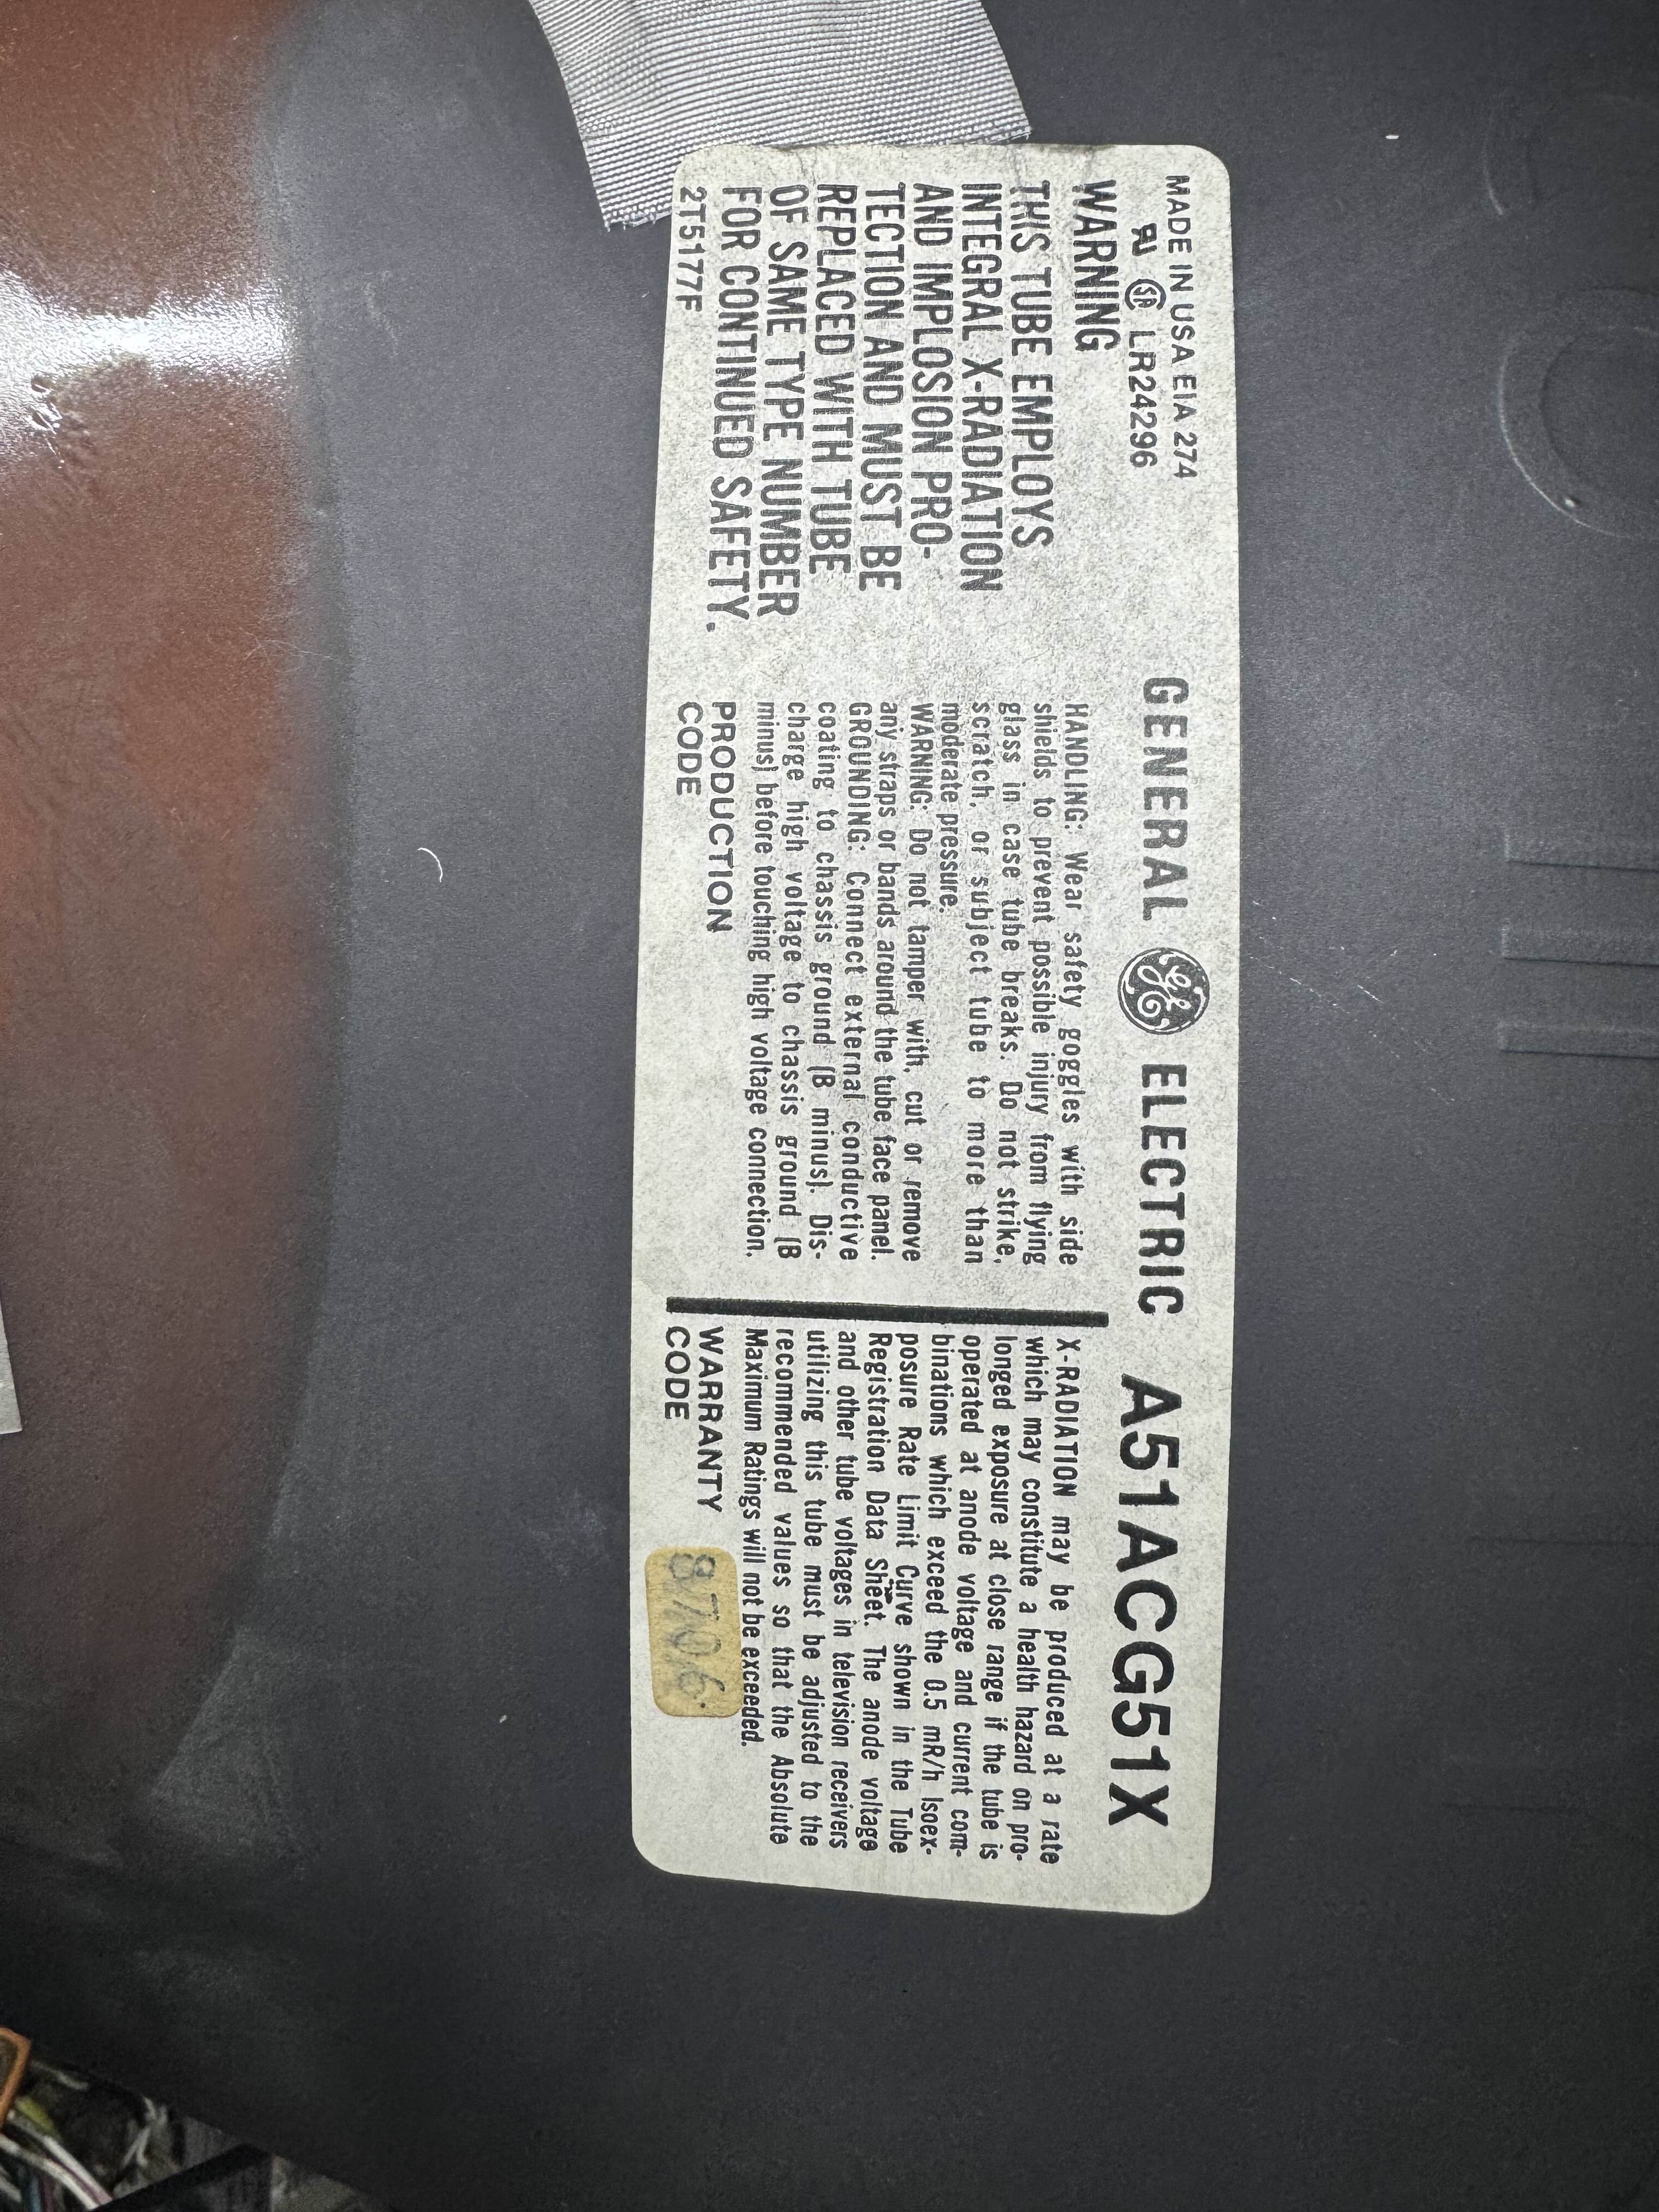 MADE IN USA EIA 274
LR24296
GENERAL GE ELECTRIC A51ACG51X
WARNING
THIS TUBE EMPLOYS
INTEGRAL X-RADIATION
AND IMPLOSION PRO-
TECTION AND MUST BE
REPLACED WITH TUBE
OF SAME TYPE NUMBER
FOR CONTINUED SAFETY.
2T5177F
HANDLING: Wear safety goggles with side
shields to prevent possible injury from flying
glass in case tube breaks. Do not strike,
scratch, or subject tube to more than
moderate pressure.
WARNING: Do not tamper with, cut or remove
any straps or bands around the tube face panel.
GROUNDING: Connect external conductive
coating to chassis ground (B minus). Dis-
charge high voltage to chassis ground (B
minus) before touching high voltage connection.
PRODUCTION
CODE
X-RADIATION may be produced at a rate
which may constitute a health hazard on pro-
longed exposure at close range if the tube is
operated at anode voltage and current com-
binations which exceed the 0.5 mR/h Isoex-
posure Rate Limit Curve shown in the Tube
Registration Data Sheet. The anode voltage
and other tube voltages in television receivers
utilizing this tube must be adjusted to the
recommended values so that the Absolute
Maximum Ratings will not be exceeded.
WARRANTY
CODE